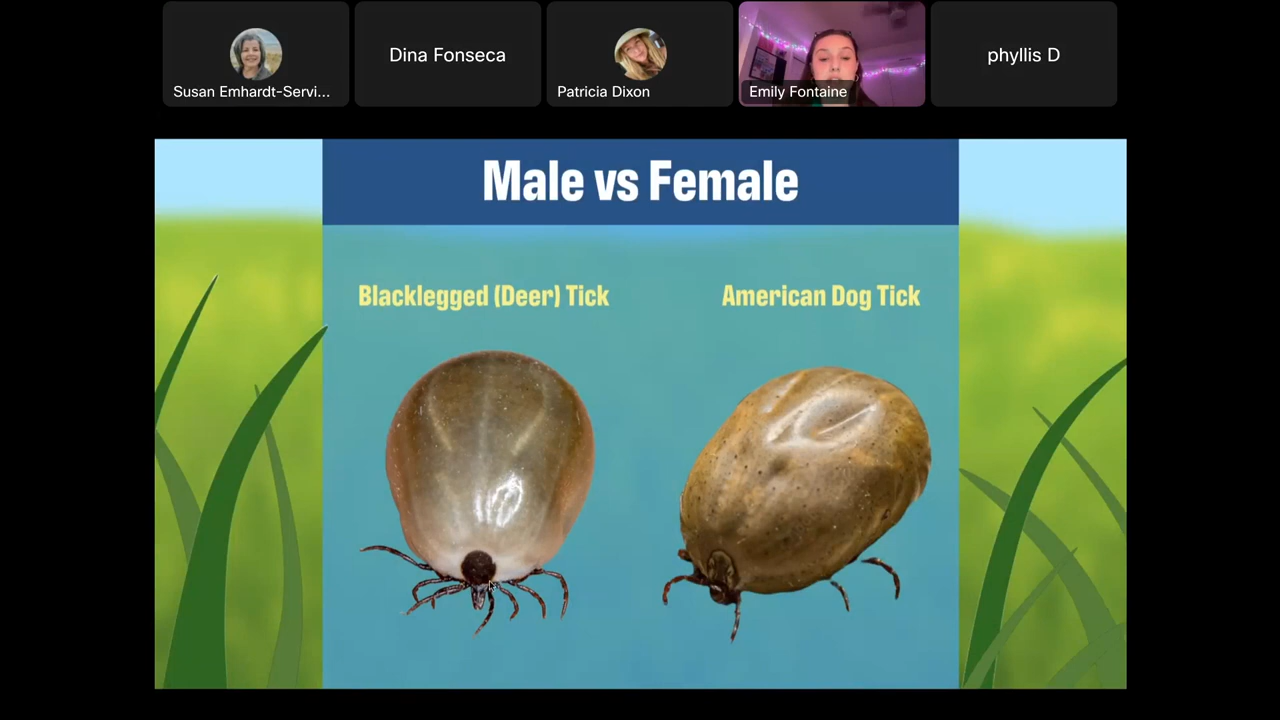 Susan Emhardt-Servi...
Dina Fonseca
Patricia Dixon
Emily Fontaine
phyllis D
Male vs Female
Blacklegged (Deer) Tick
American Dog Tick